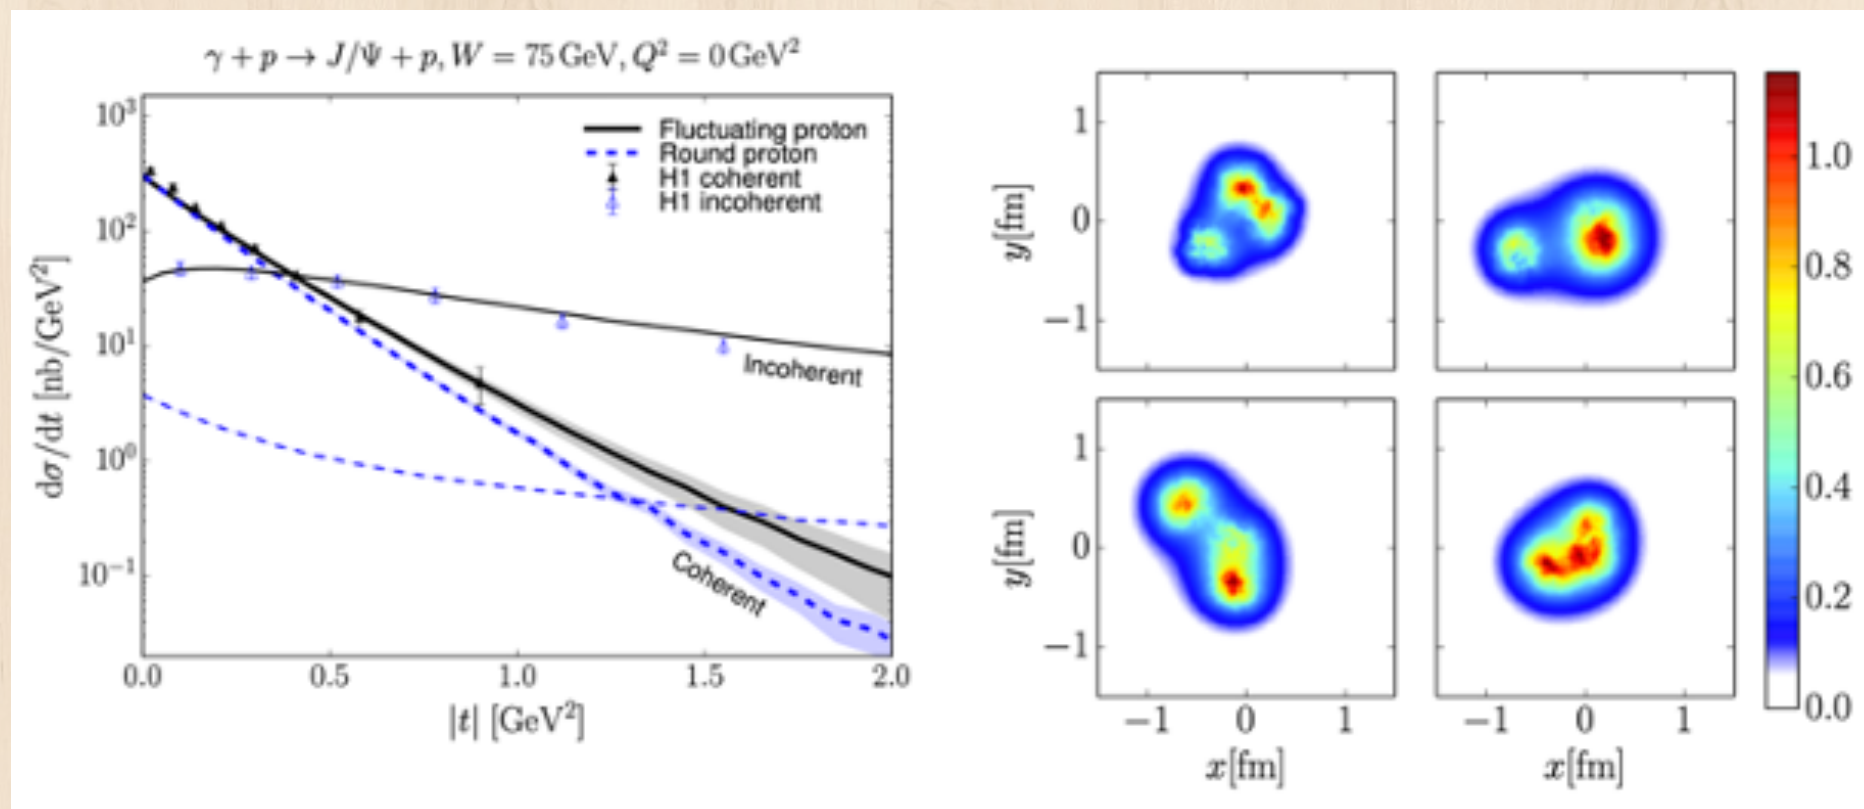 γ + p → J/Ψ + p, W = 75 GeV, Q² = 0 GeV²
Fluctuating proton
Round proton
H1 coherent
H1 incoherent
Incoherent
Coherent
dσ/dt [nb/GeV²]
10³
10²
10¹
10⁰
10⁻¹
0.0 0.5 1.0 1.5 2.0
|t| [GeV²]
y[fm]
1
0
−1
y[fm]
1
0
−1
−1 0 1
x[fm]
−1 0 1
x[fm]
1.0
0.8
0.6
0.4
0.2
0.0